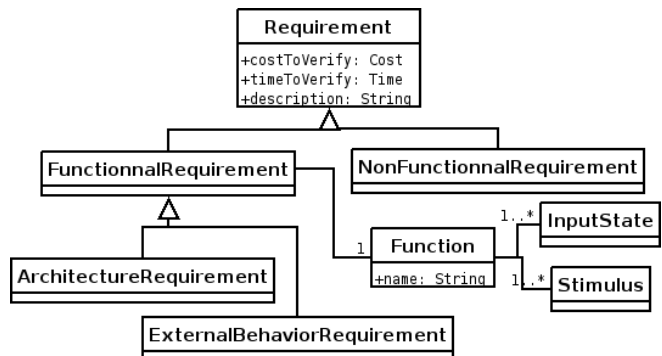 Requirement
+costToVerify: Cost
+timeToVerify: Time
+description: String
FunctionnalRequirement
NonFunctionnalRequirement
1..*
InputState
1
Function
+name: String
1..*
Stimulus
ArchitectureRequirement
ExternalBehaviorRequirement